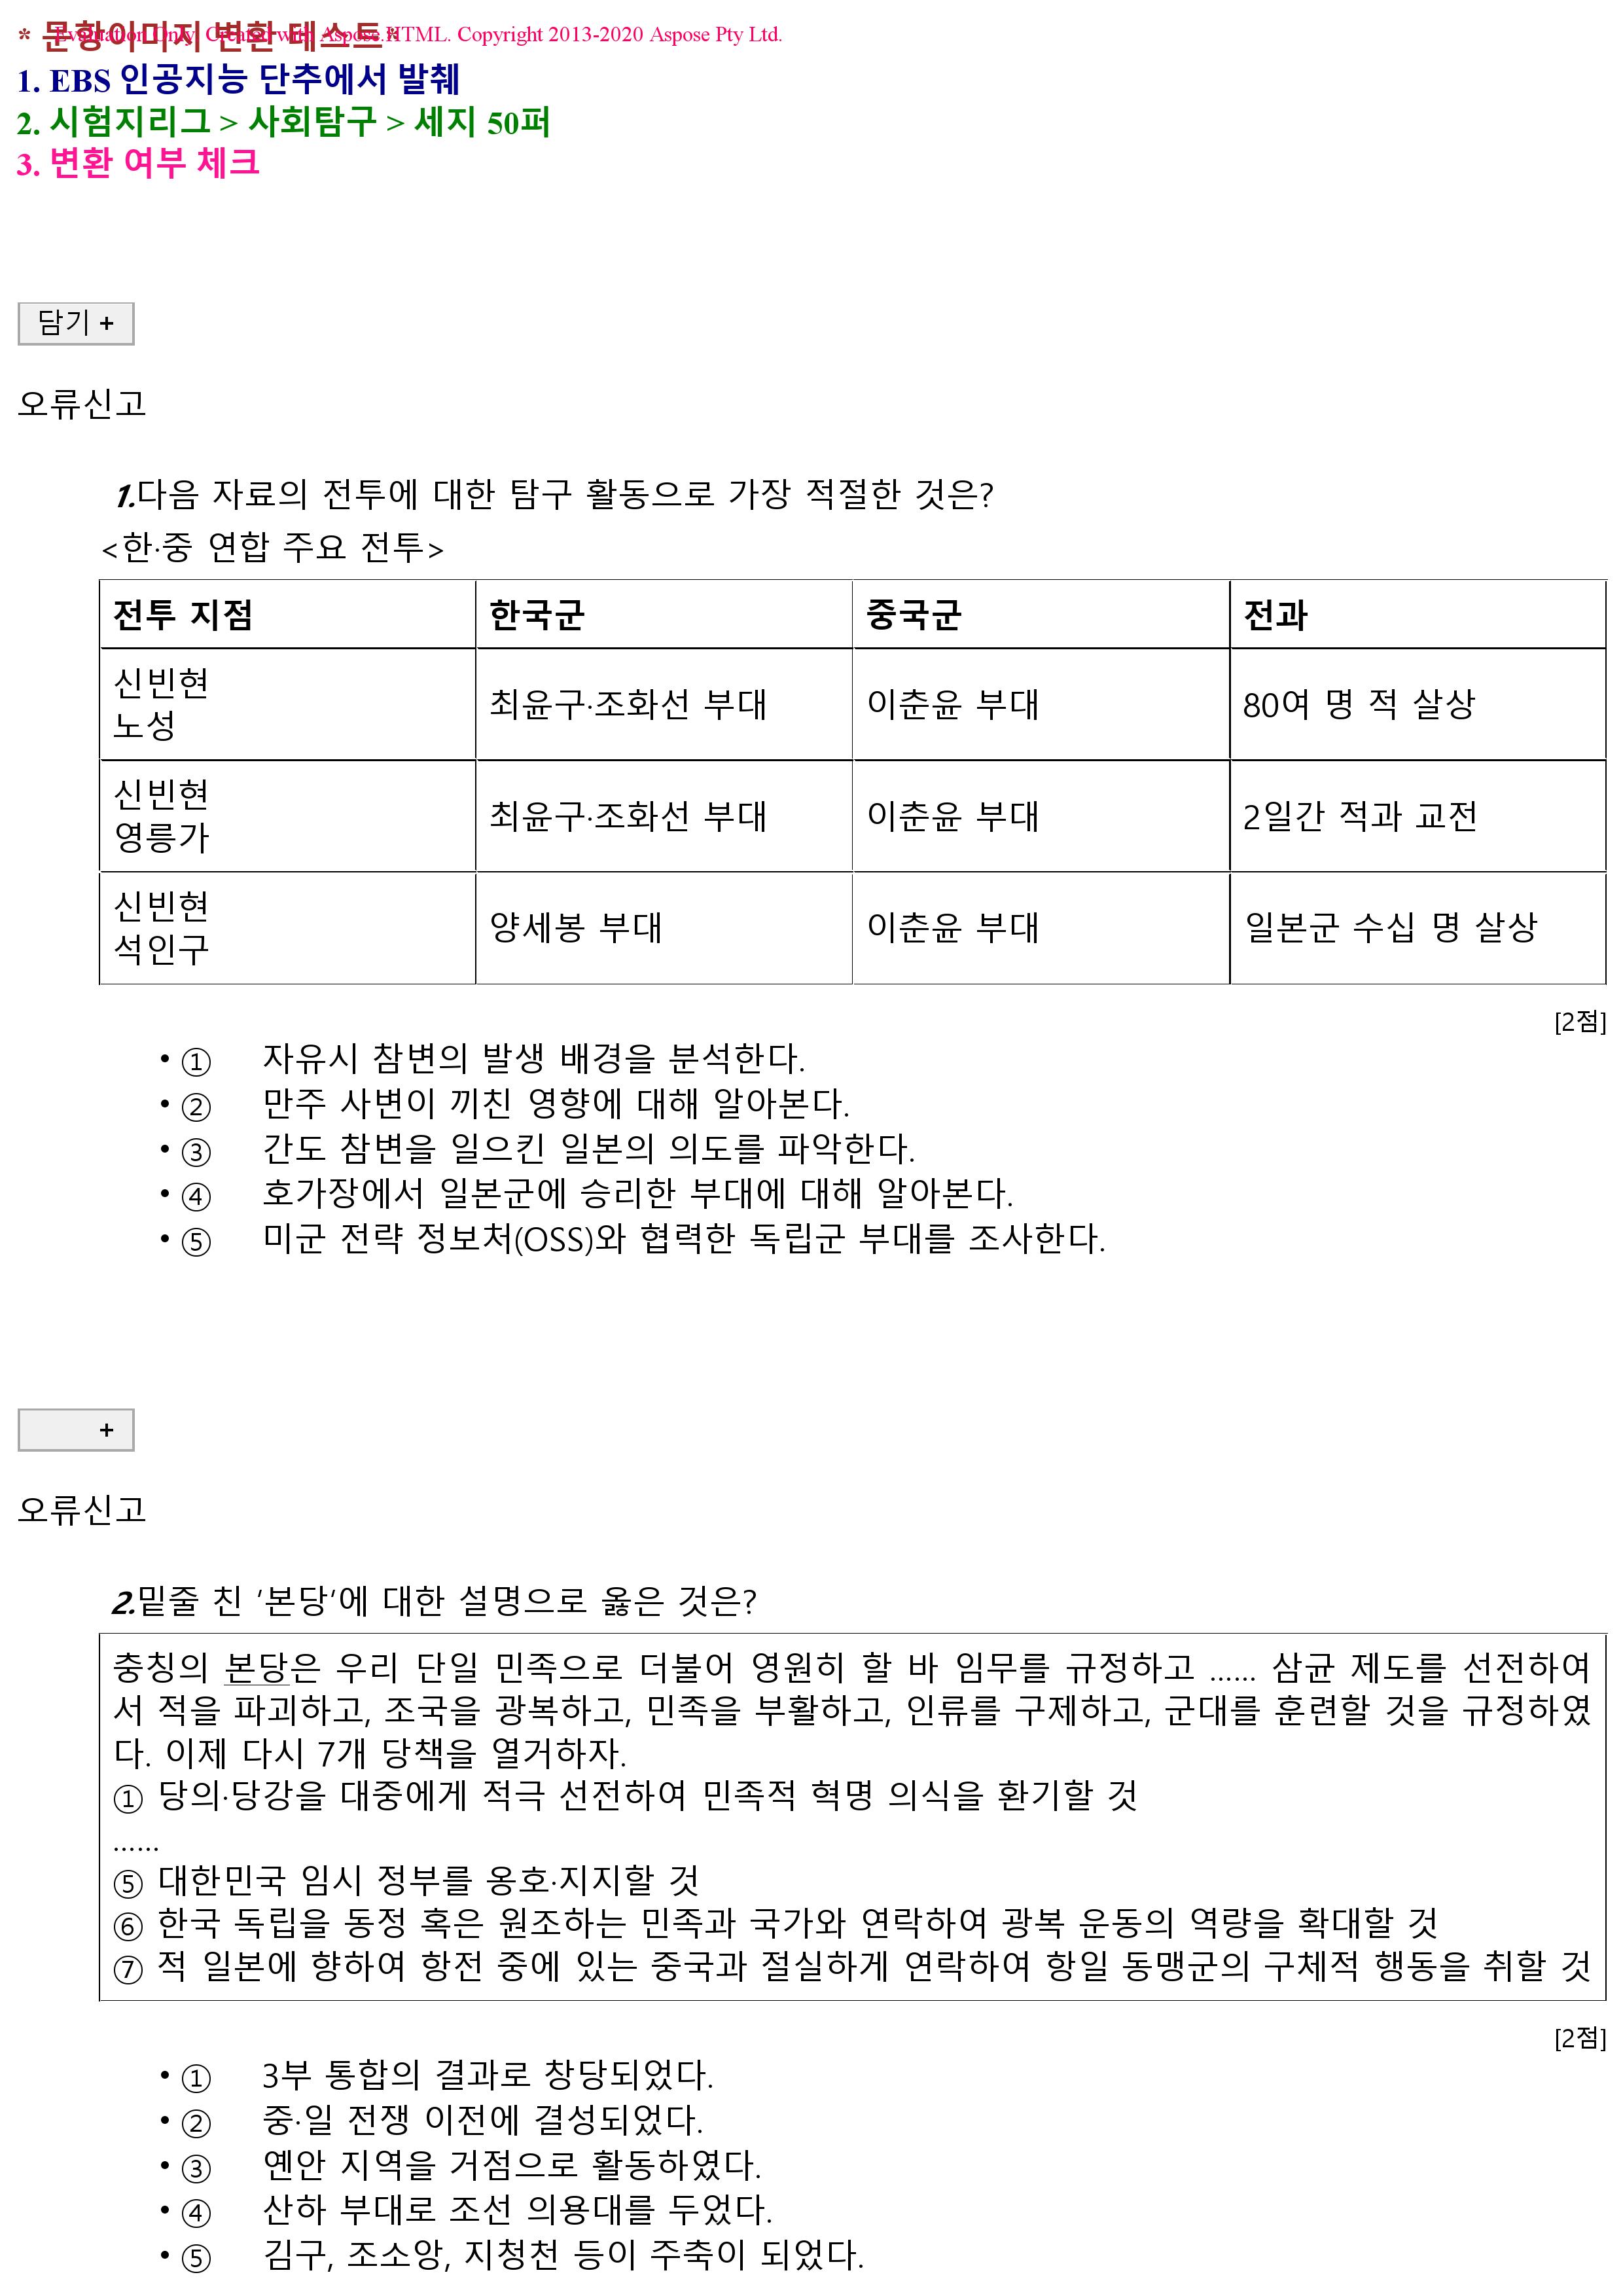 * 문항이미지 변환 테스트*
Evaluation Only. Created with Aspose.HTML. Copyright 2013-2020 Aspose Pty Ltd.
1. EBS 인공지능 단추에서 발췌
2. 시험지리그 > 사회탐구 > 세지 50퍼
3. 변환 여부 체크
담기 +
오류신고
1.다음 자료의 전투에 대한 탐구 활동으로 가장 적절한 것은?
<한·중 연합 주요 전투>
전투 지점 한국군 중국군 전과
신빈현
노성
최윤구·조화선 부대 이춘윤 부대 80여 명 적 살상
신빈현
영릉가
최윤구·조화선 부대 이춘윤 부대 2일간 적과 교전
신빈현
석인구
양세봉 부대 이춘윤 부대 일본군 수십 명 살상
[2점]
• ① 자유시 참변의 발생 배경을 분석한다.
• ② 만주 사변이 끼친 영향에 대해 알아본다.
• ③ 간도 참변을 일으킨 일본의 의도를 파악한다.
• ④ 호가장에서 일본군에 승리한 부대에 대해 알아본다.
• ⑤ 미군 전략 정보처(OSS)와 협력한 독립군 부대를 조사한다.
+
오류신고
2.밑줄 친 ‘본당’에 대한 설명으로 옳은 것은?
충칭의 본당은 우리 단일 민족으로 더불어 영원히 할 바 임무를 규정하고 …… 삼균 제도를 선전하여
서 적을 파괴하고, 조국을 광복하고, 민족을 부활하고, 인류를 구제하고, 군대를 훈련할 것을 규정하였
다. 이제 다시 7개 당책을 열거하자.
① 당의·당강을 대중에게 적극 선전하여 민족적 혁명 의식을 환기할 것
……
⑤ 대한민국 임시 정부를 옹호·지지할 것
⑥ 한국 독립을 동정 혹은 원조하는 민족과 국가와 연락하여 광복 운동의 역량을 확대할 것
⑦ 적 일본에 향하여 항전 중에 있는 중국과 절실하게 연락하여 항일 동맹군의 구체적 행동을 취할 것
[2점]
• ① 3부 통합의 결과로 창당되었다.
• ② 중·일 전쟁 이전에 결성되었다.
• ③ 옌안 지역을 거점으로 활동하였다.
• ④ 산하 부대로 조선 의용대를 두었다.
• ⑤ 김구, 조소앙, 지청천 등이 주축이 되었다.